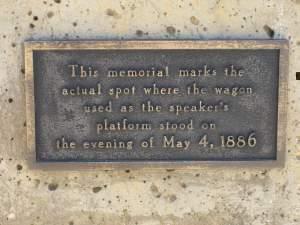 This memorial marks the
actual spot where the wagon
used as the speaker's
platform stood on
the evening of May 4, 1886